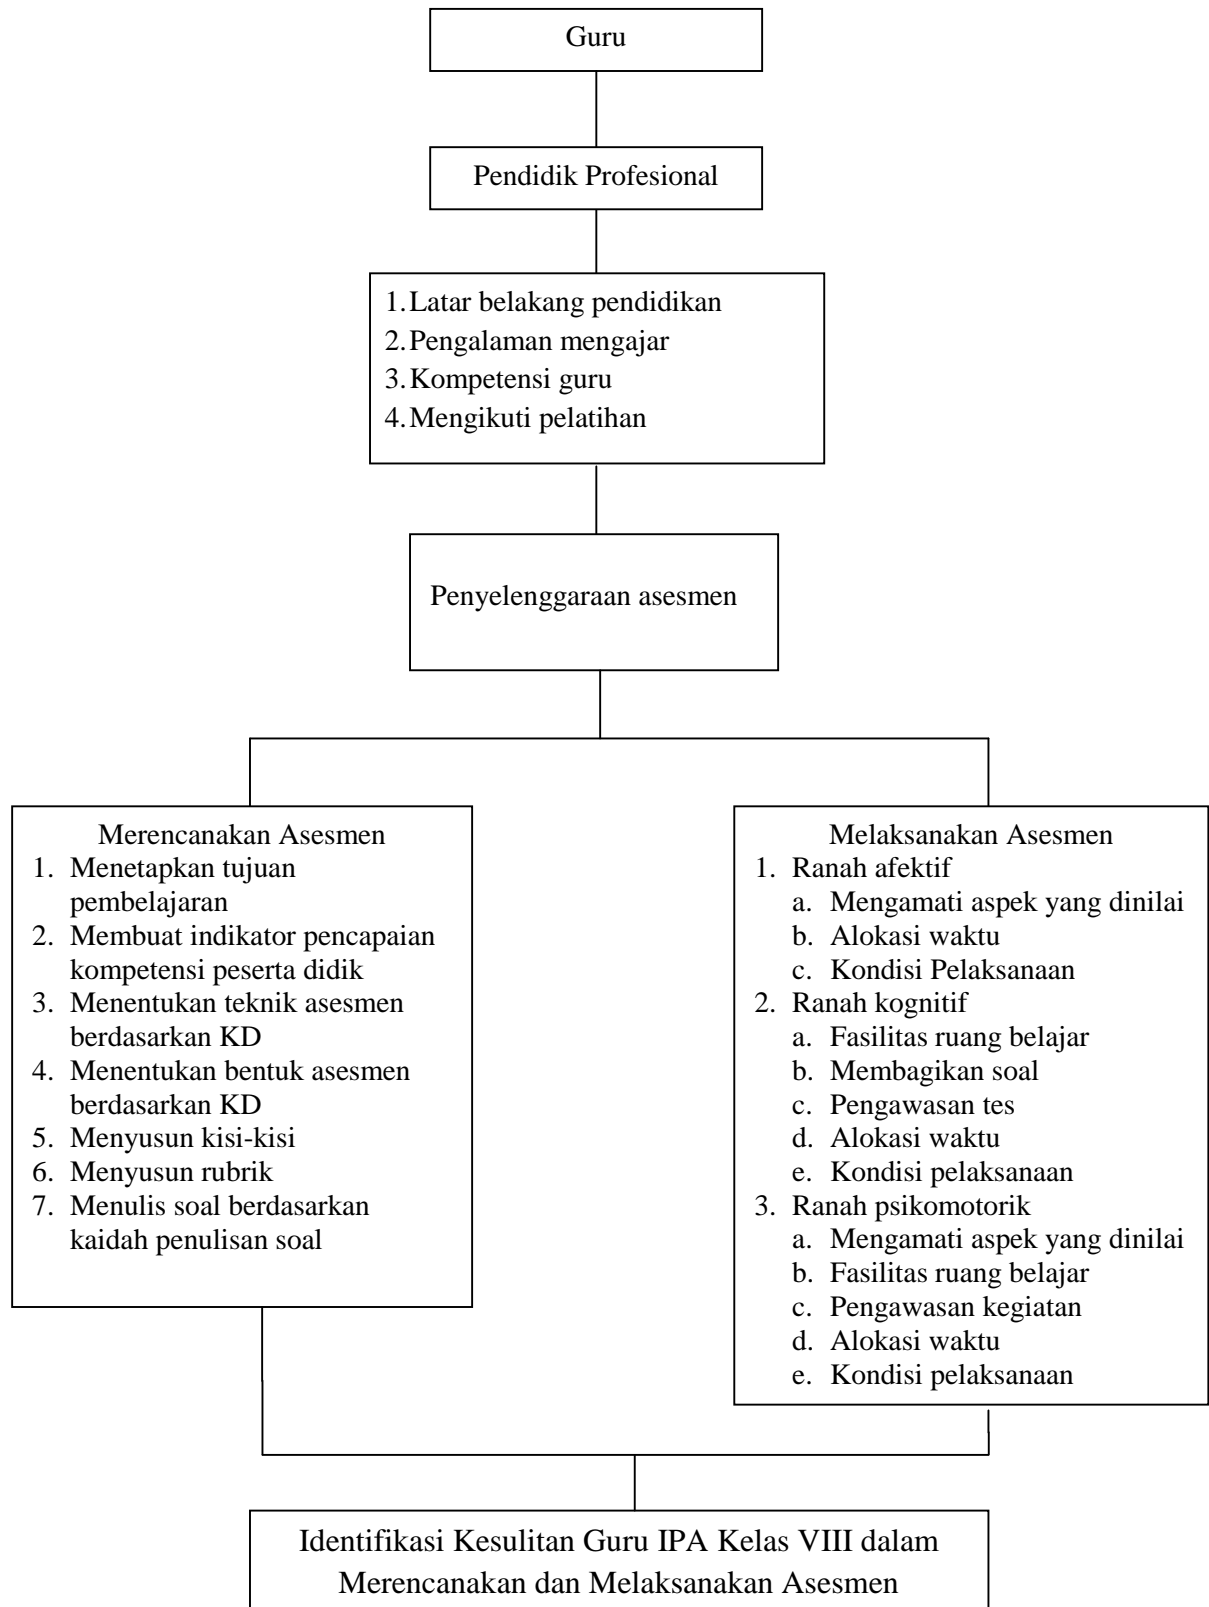 Guru
Pendidik Profesional
1. Latar belakang pendidikan
2. Pengalaman mengajar
3. Kompetensi guru
4. Mengikuti pelatihan
Penyelenggaraan asesmen
Merencanakan Asesmen
1. Menetapkan tujuan
pembelajaran
2. Membuat indikator pencapaian
kompetensi peserta didik
3. Menentukan teknik asesmen
berdasarkan KD
4. Menentukan bentuk asesmen
berdasarkan KD
5. Menyusun kisi-kisi
6. Menyusun rubrik
7. Menulis soal berdasarkan
kaidah penulisan soal
Melaksanakan Asesmen
1. Ranah afektif
a. Mengamati aspek yang dinilai
b. Alokasi waktu
c. Kondisi Pelaksanaan
2. Ranah kognitif
a. Fasilitas ruang belajar
b. Membagikan soal
c. Pengawasan tes
d. Alokasi waktu
e. Kondisi pelaksanaan
3. Ranah psikomotorik
a. Mengamati aspek yang dinilai
b. Fasilitas ruang belajar
c. Pengawasan kegiatan
d. Alokasi waktu
e. Kondisi pelaksanaan
Identifikasi Kesulitan Guru IPA Kelas VIII dalam
Merencanakan dan Melaksanakan Asesmen